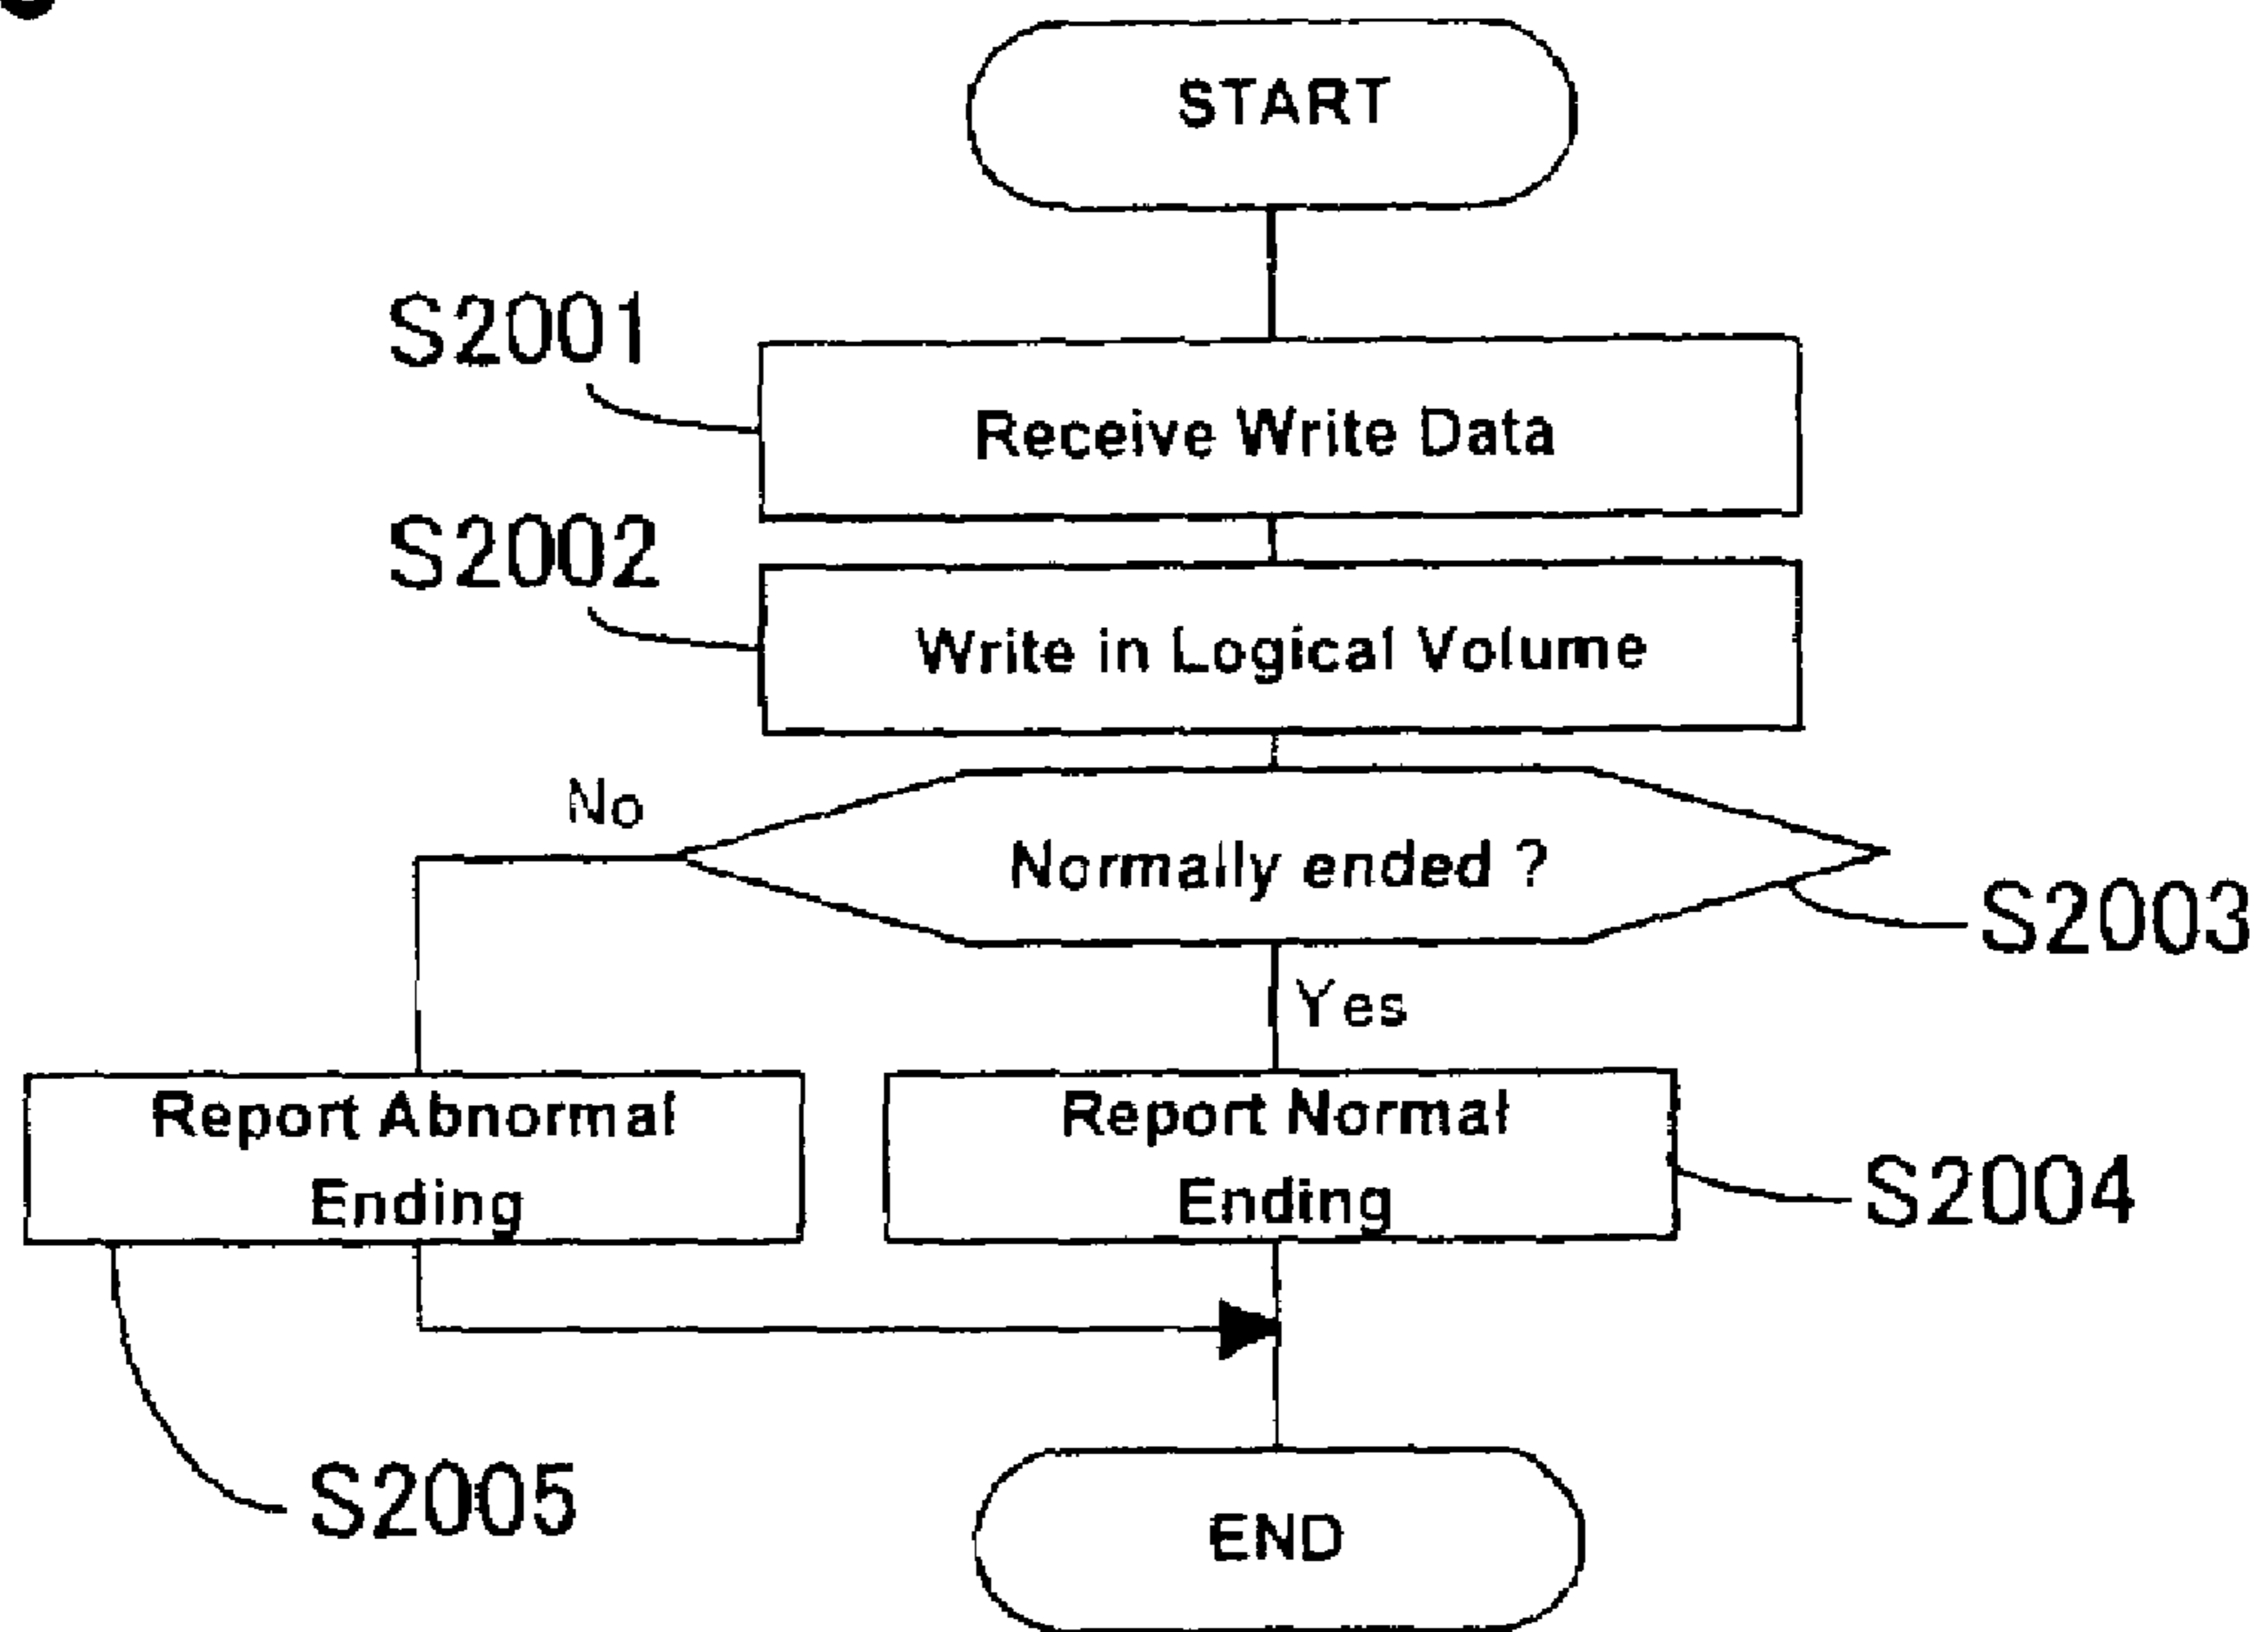 START
S2001
Receive Write Data
S2002
Write in Logical Volume
No
Normally ended ?
S2003
Yes
Report Abnormal
Ending
Report Normal
Ending
S2004
S2005
END